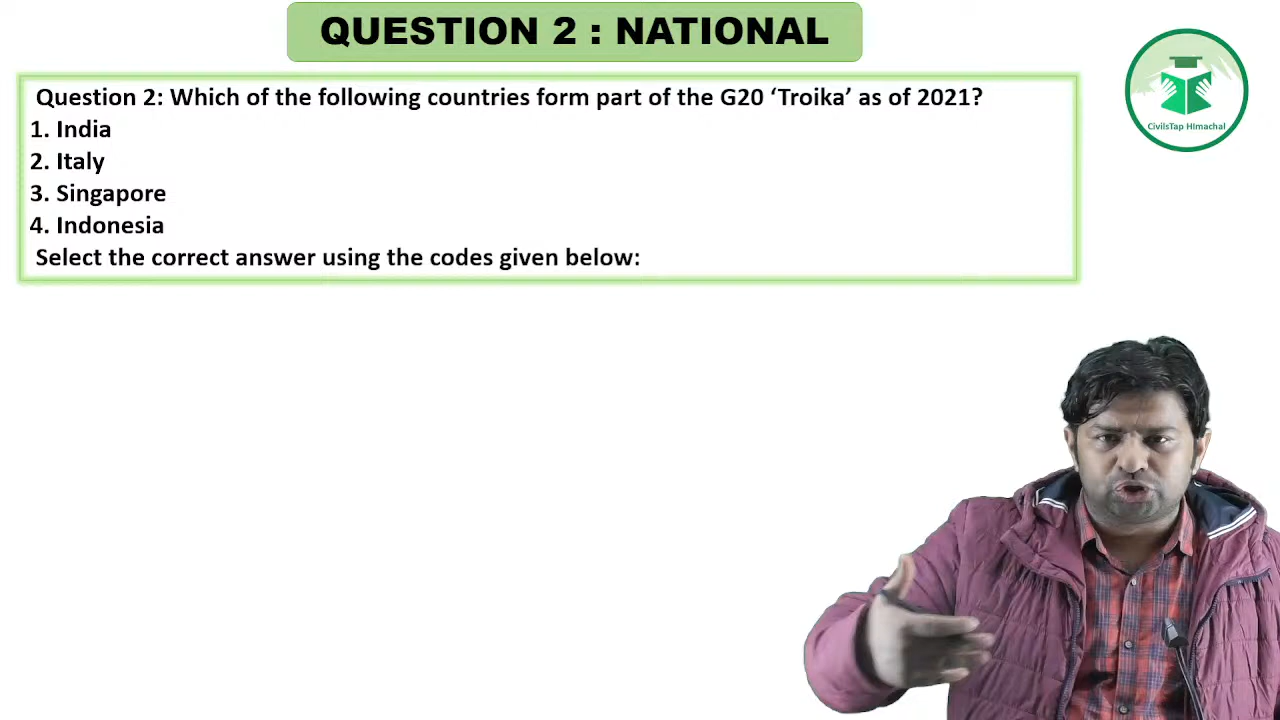 QUESTION 2 : NATIONAL
Question 2: Which of the following countries form part of the G20 ‘Troika’ as of 2021?
1. India
2. Italy
3. Singapore
4. Indonesia
Select the correct answer using the codes given below:
CivilsTap HImachal